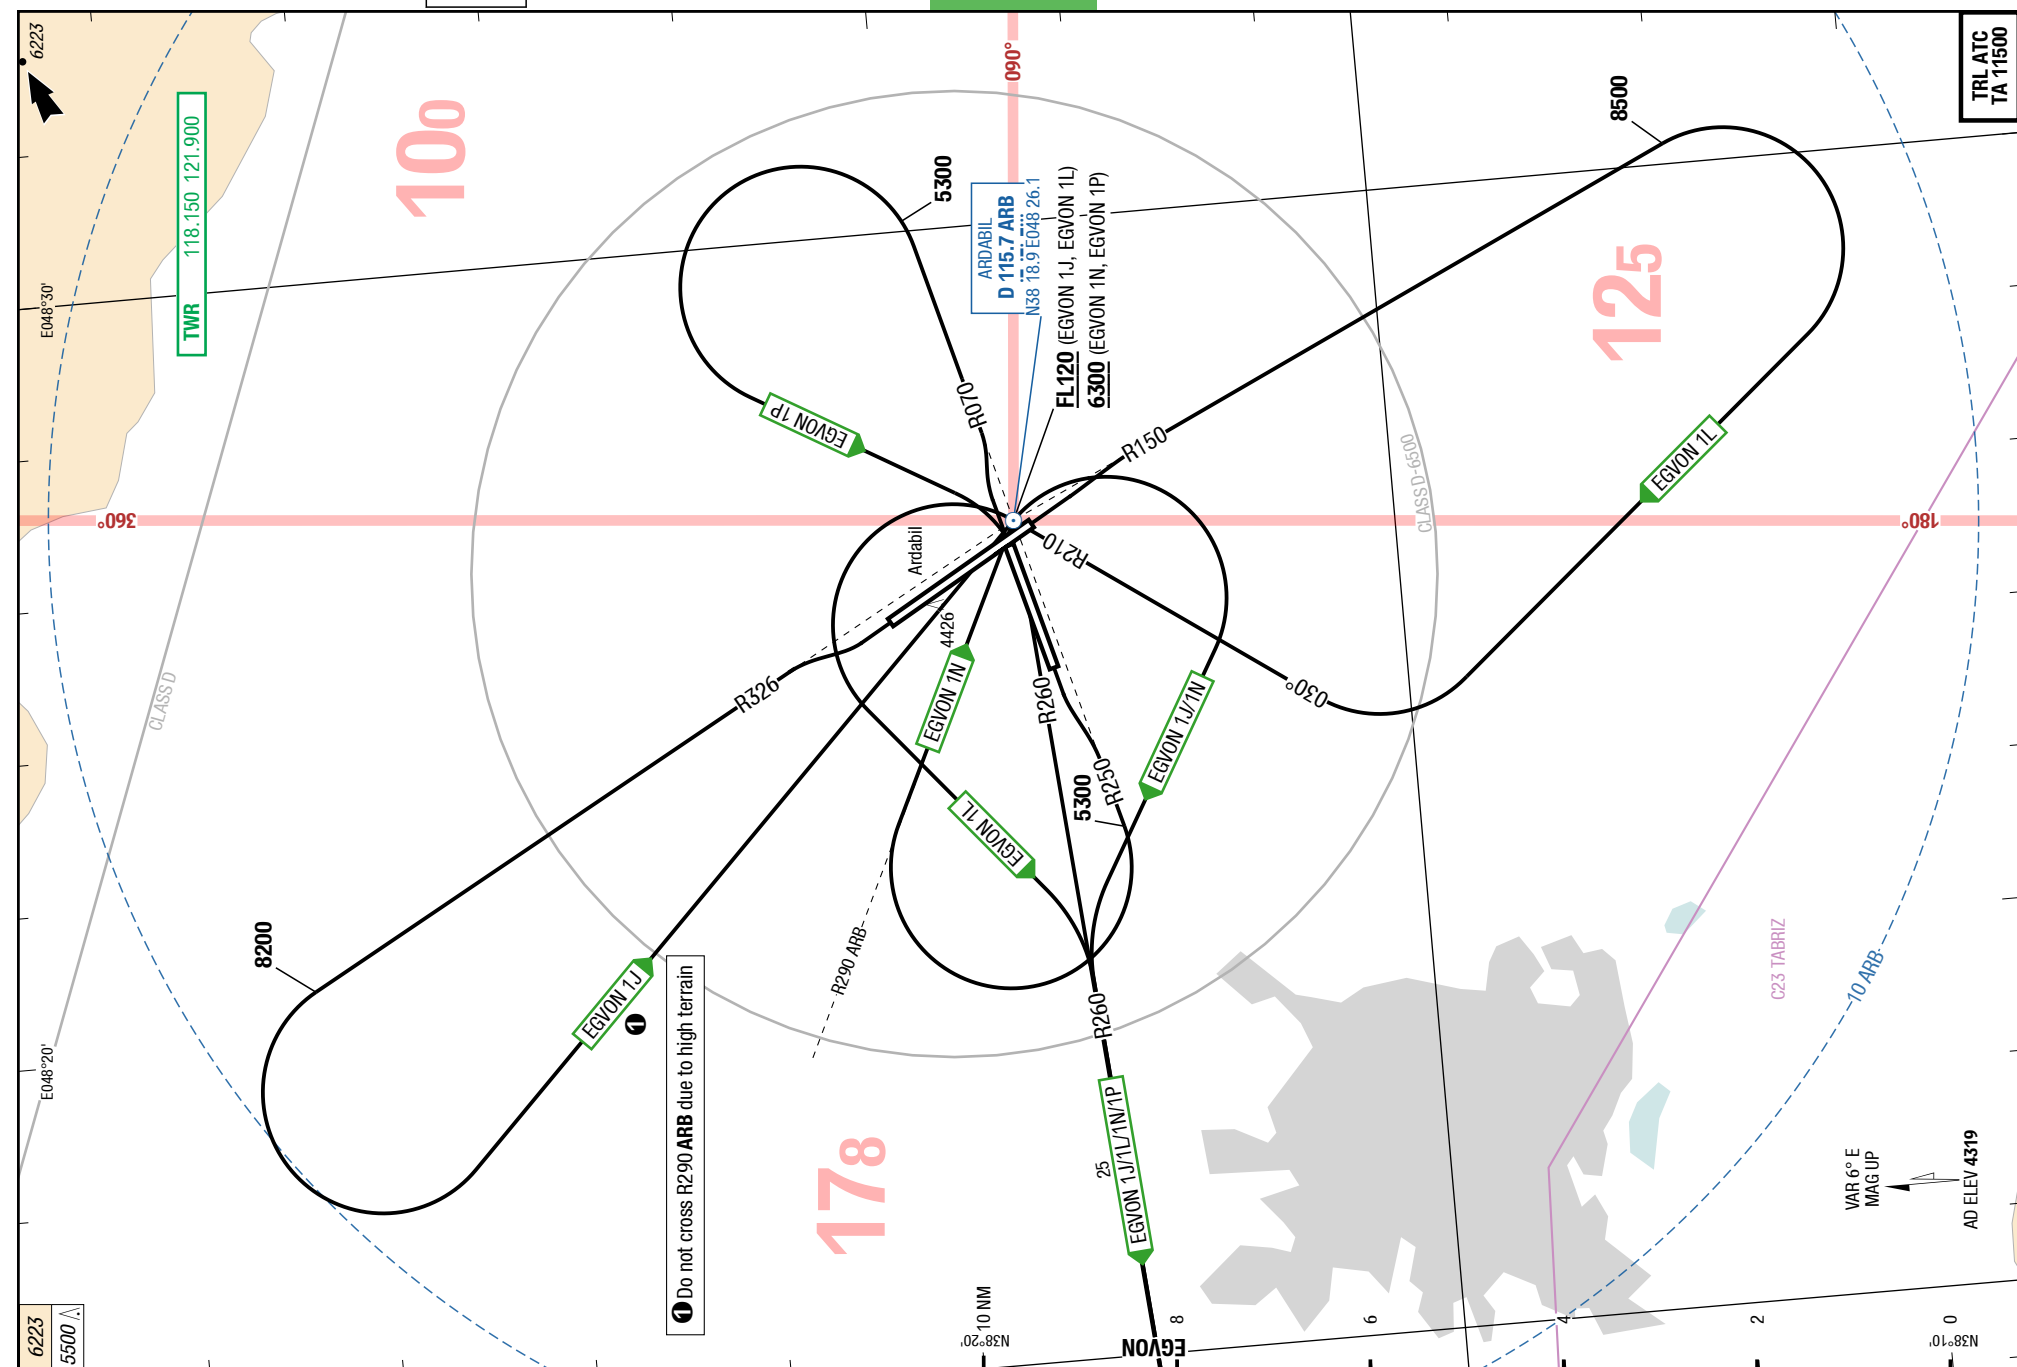 6223
TWR 118.150 121.900
100
090°
TRL ATC
TA 11500
8500
5300
ARDABIL
D 115.7 ARB
N38 18.9 E048 26.1
FL120 (EGVON 1J, EGVON 1L)
6300 (EGVON 1N, EGVON 1P)
125
E048°30'
EGVON 1P
R070
R150
CLASS D-6500
EGVON 1L
360°
180°
Ardabil
R210
4426
030°
CLASS D
R326
EGVON 1N
R260
EGVON 1J/1N
R250
5300
EGVON 1L
8200
R290 ARB
EGVON 1J
1
1 Do not cross R290 ARB due to high terrain
C23 TABRIZ
10 ARB
R260
E048°20'
178
25
EGVON 1J/1L/1N/1P
VAR 6° E
MAG UP
AD ELEV 4319
6223
5500
EGVON
N38°20'
10 NM
8
6
4
2
0
N38°10'